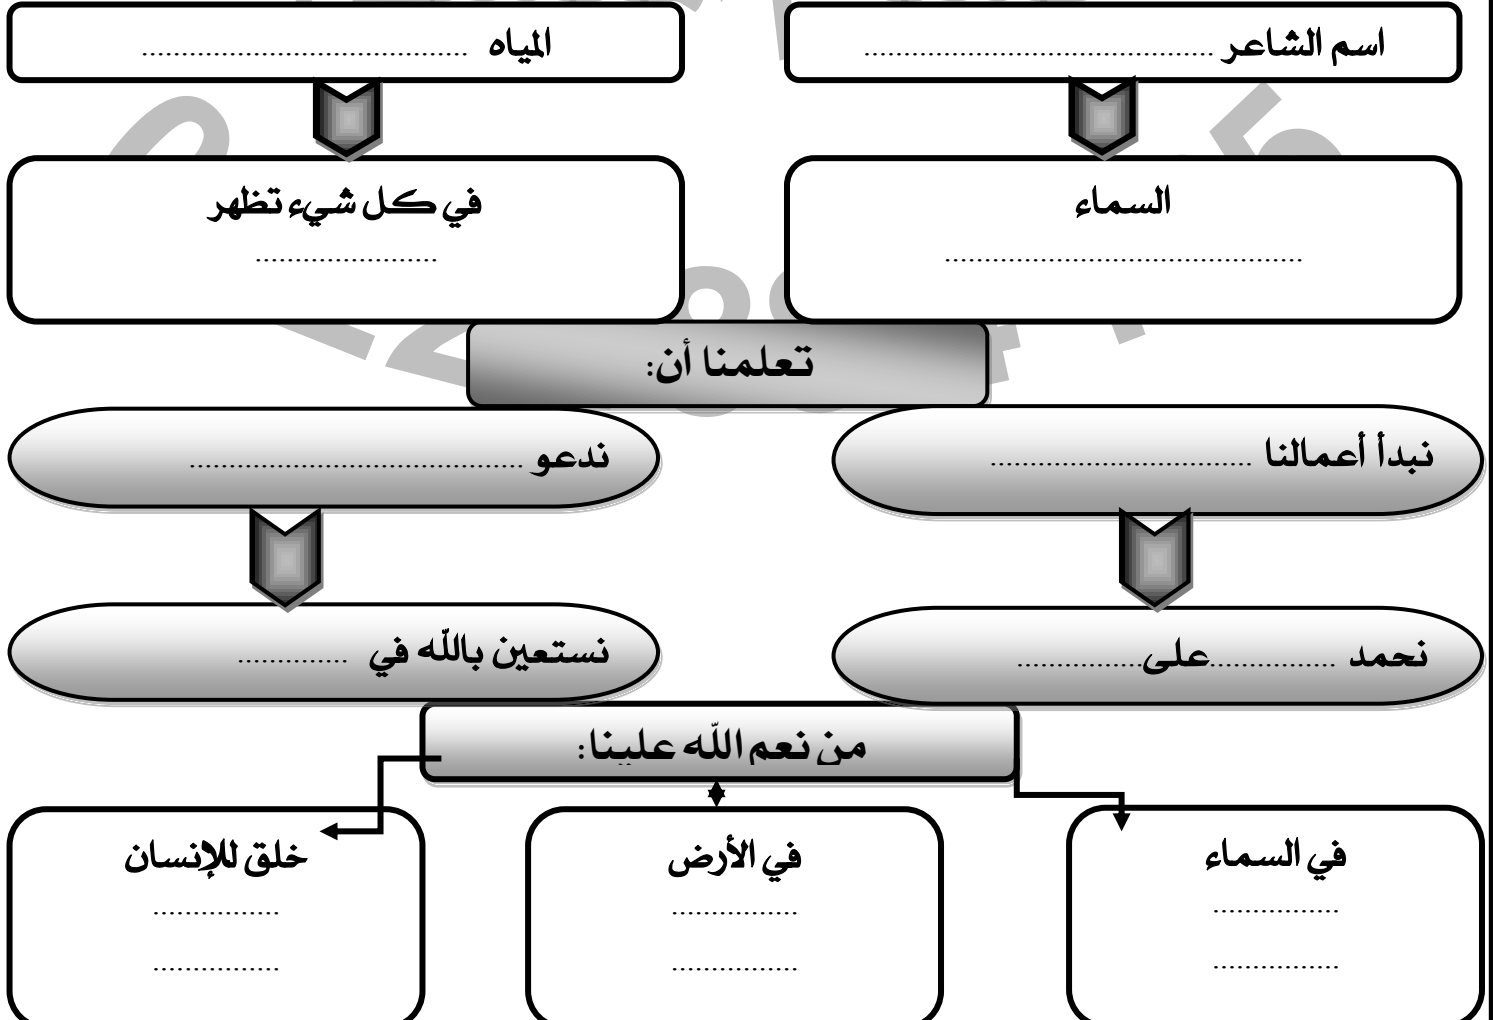 اسم الشاعر ........................................
المياه ........................................
السماء
........................................
في كل شيء تظهر
.....................
تعلمنا أن:
نبدأ أعمالنا ..............................
ندعو ........................................
نحمد ...............على...............
نستعين بالله في .............
من نعم الله علينا:
في السماء
...............
...............
في الأرض
...............
...............
خلق للإنسان
...............
...............